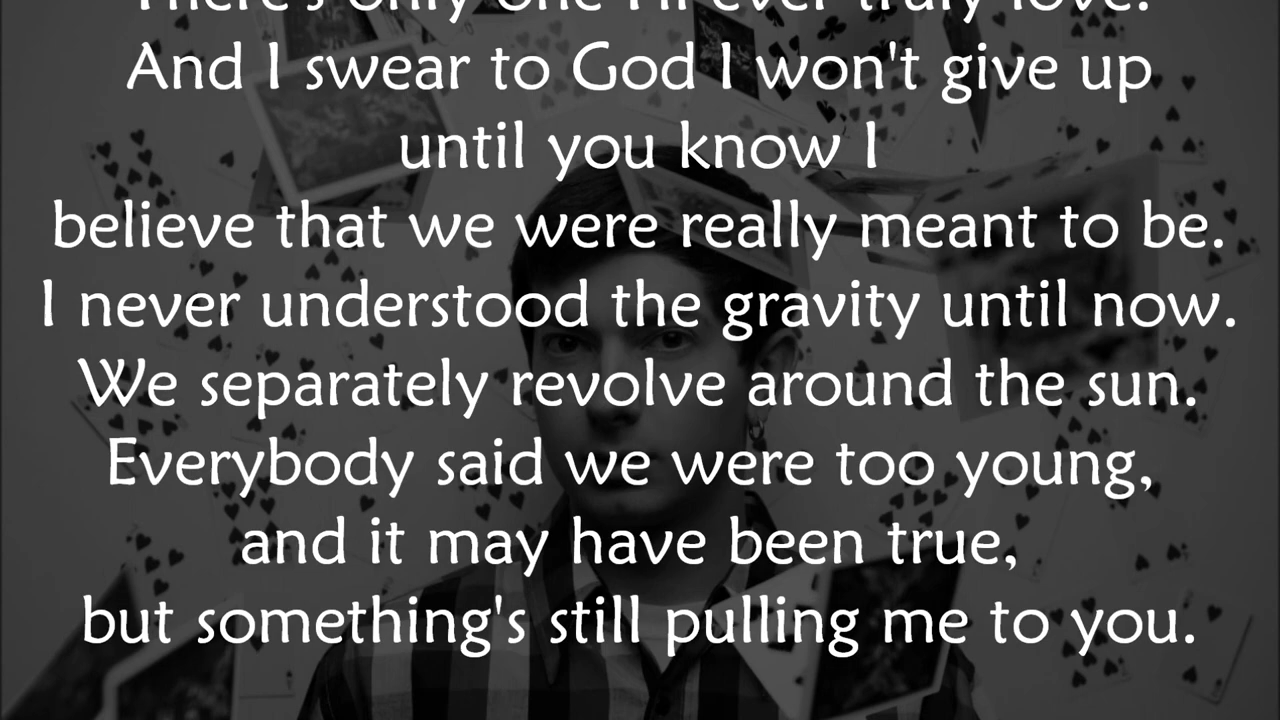 There's only one I'll ever truly love.
And I swear to God I won't give up
until you know I
believe that we were really meant to be.
I never understood the gravity until now.
We separately revolve around the sun.
Everybody said we were too young,
and it may have been true,
but something's still pulling me to you.